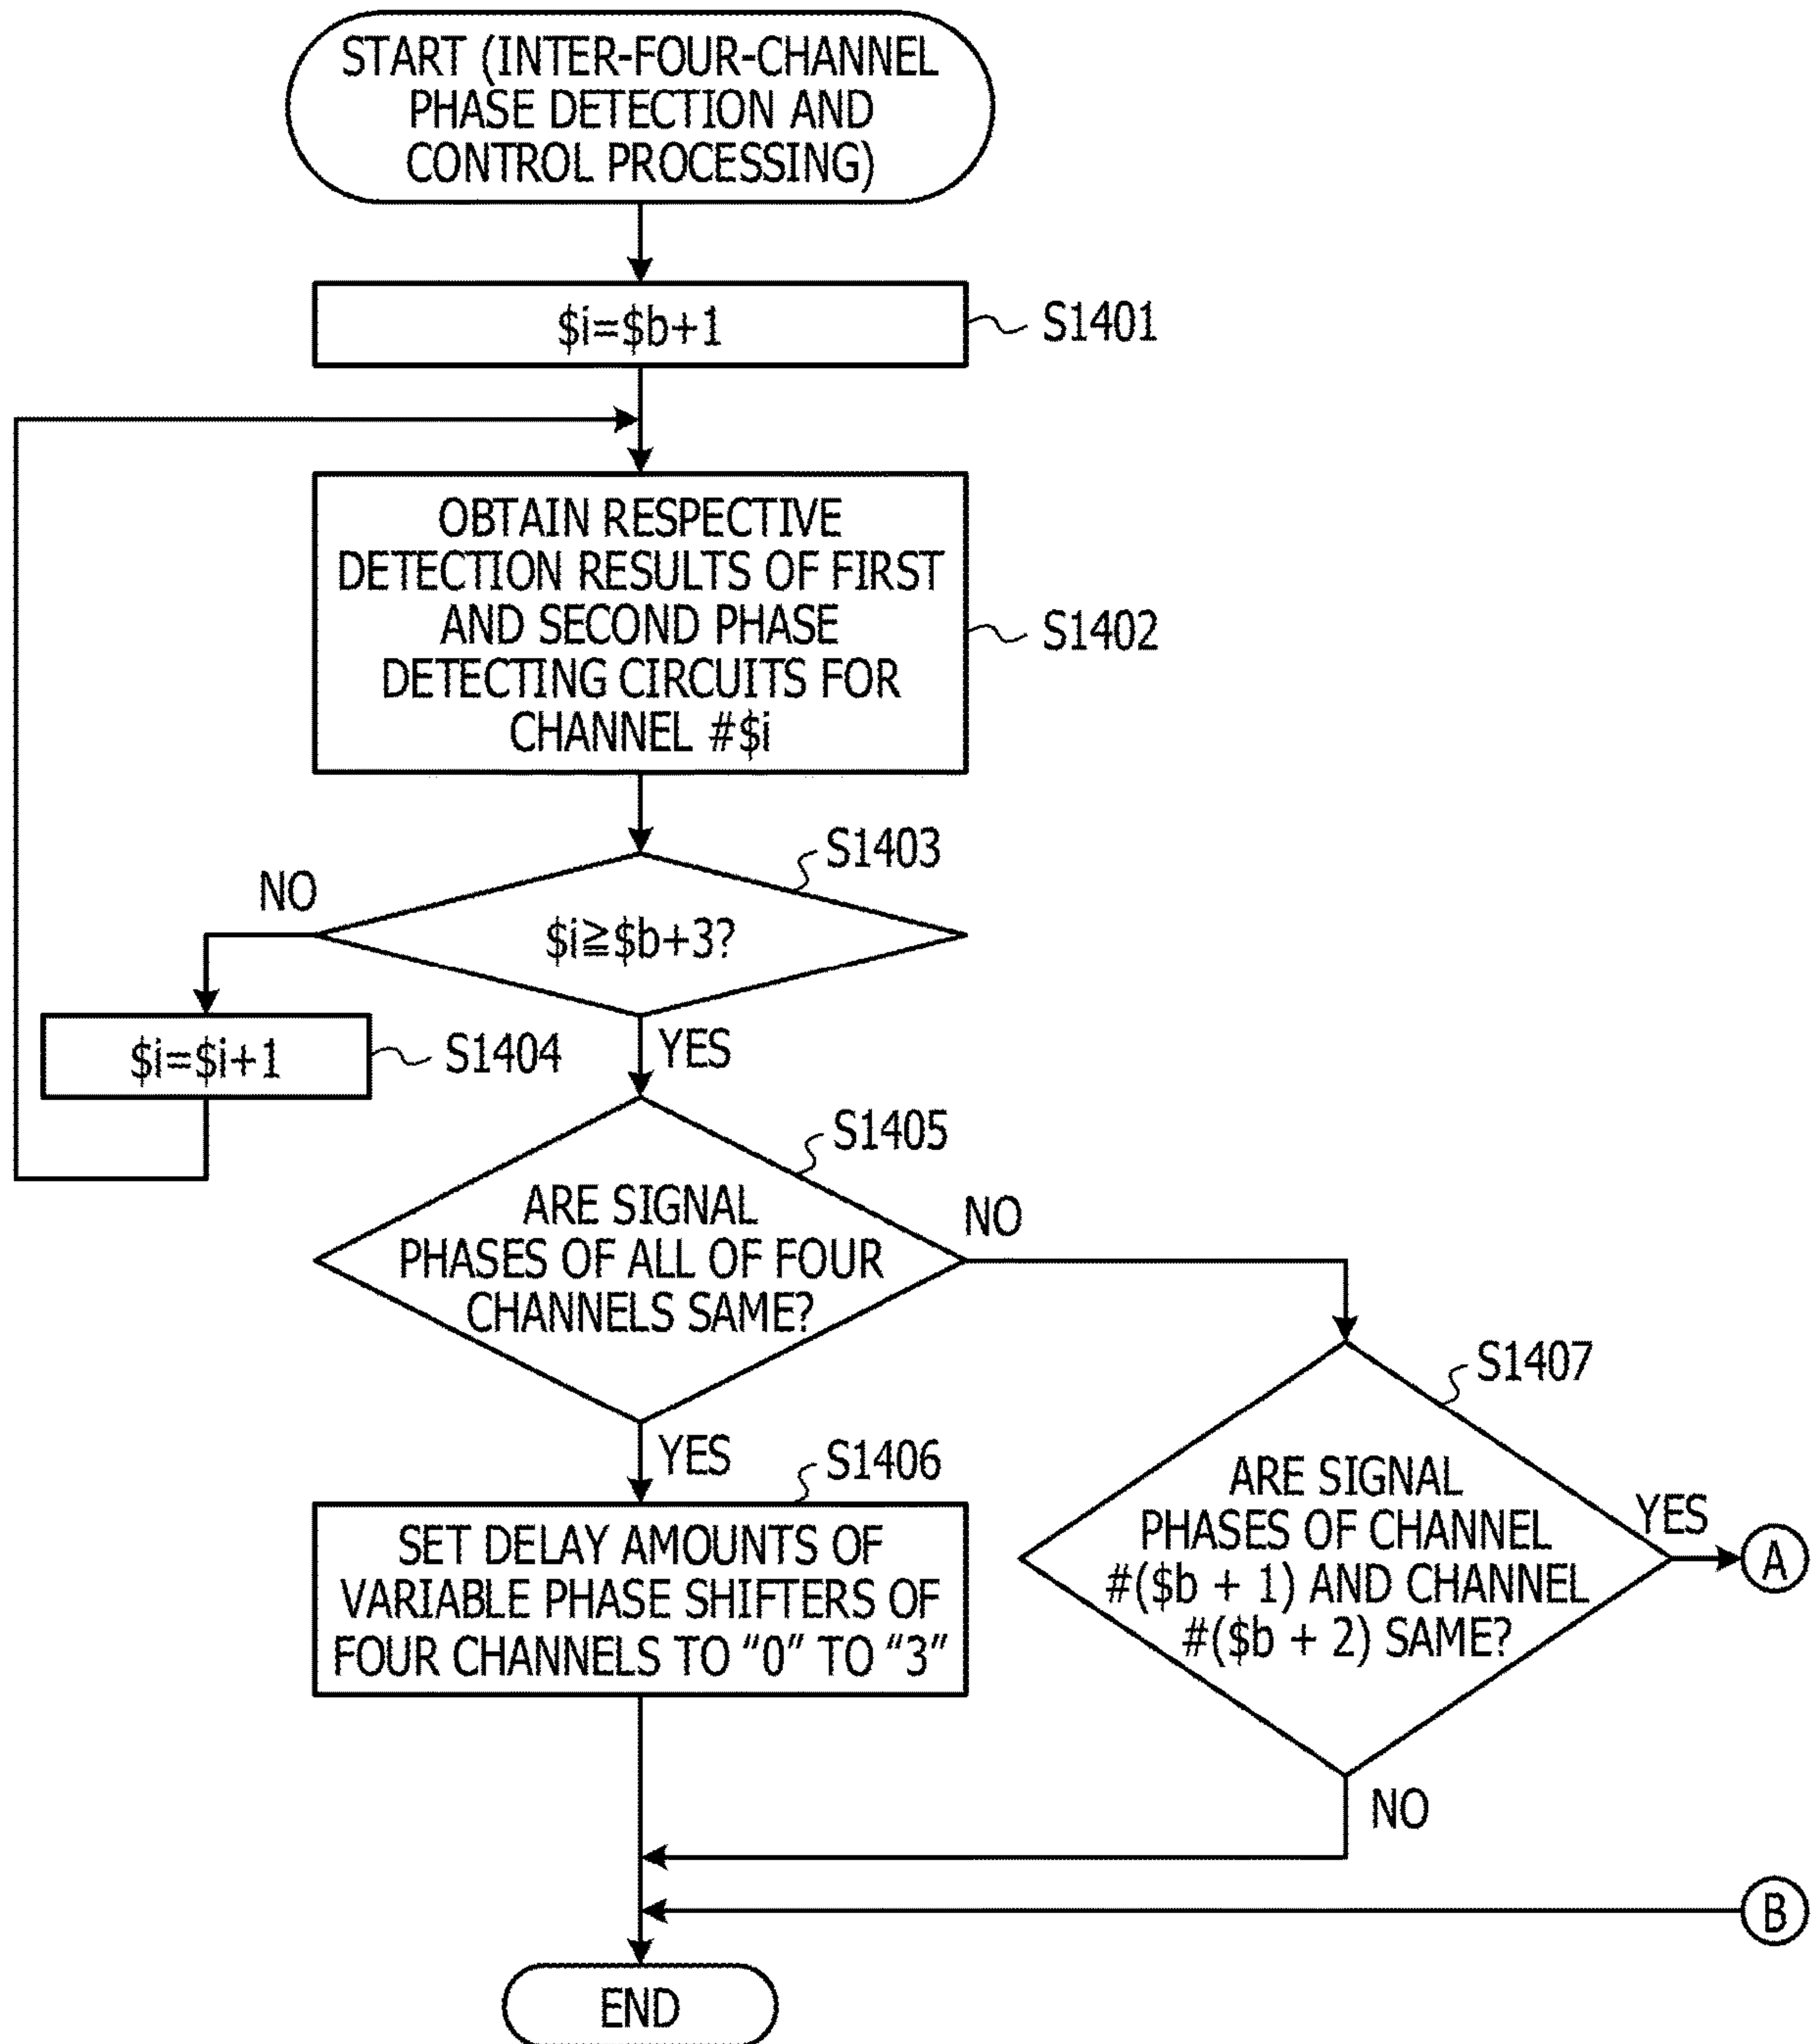 START (INTER-FOUR-CHANNEL
PHASE DETECTION AND
CONTROL PROCESSING)
$i=$b+1
S1401
OBTAIN RESPECTIVE
DETECTION RESULTS OF FIRST
AND SECOND PHASE
DETECTING CIRCUITS FOR
CHANNEL #$i
S1402
S1403
NO
$i≧$b+3?
YES
$i=$i+1
S1404
S1405
ARE SIGNAL
PHASES OF ALL OF FOUR
CHANNELS SAME?
NO
YES
S1406
SET DELAY AMOUNTS OF
VARIABLE PHASE SHIFTERS OF
FOUR CHANNELS TO “0” TO “3”
S1407
ARE SIGNAL
PHASES OF CHANNEL
#($b + 1) AND CHANNEL
#($b + 2) SAME?
YES
A
NO
B
END